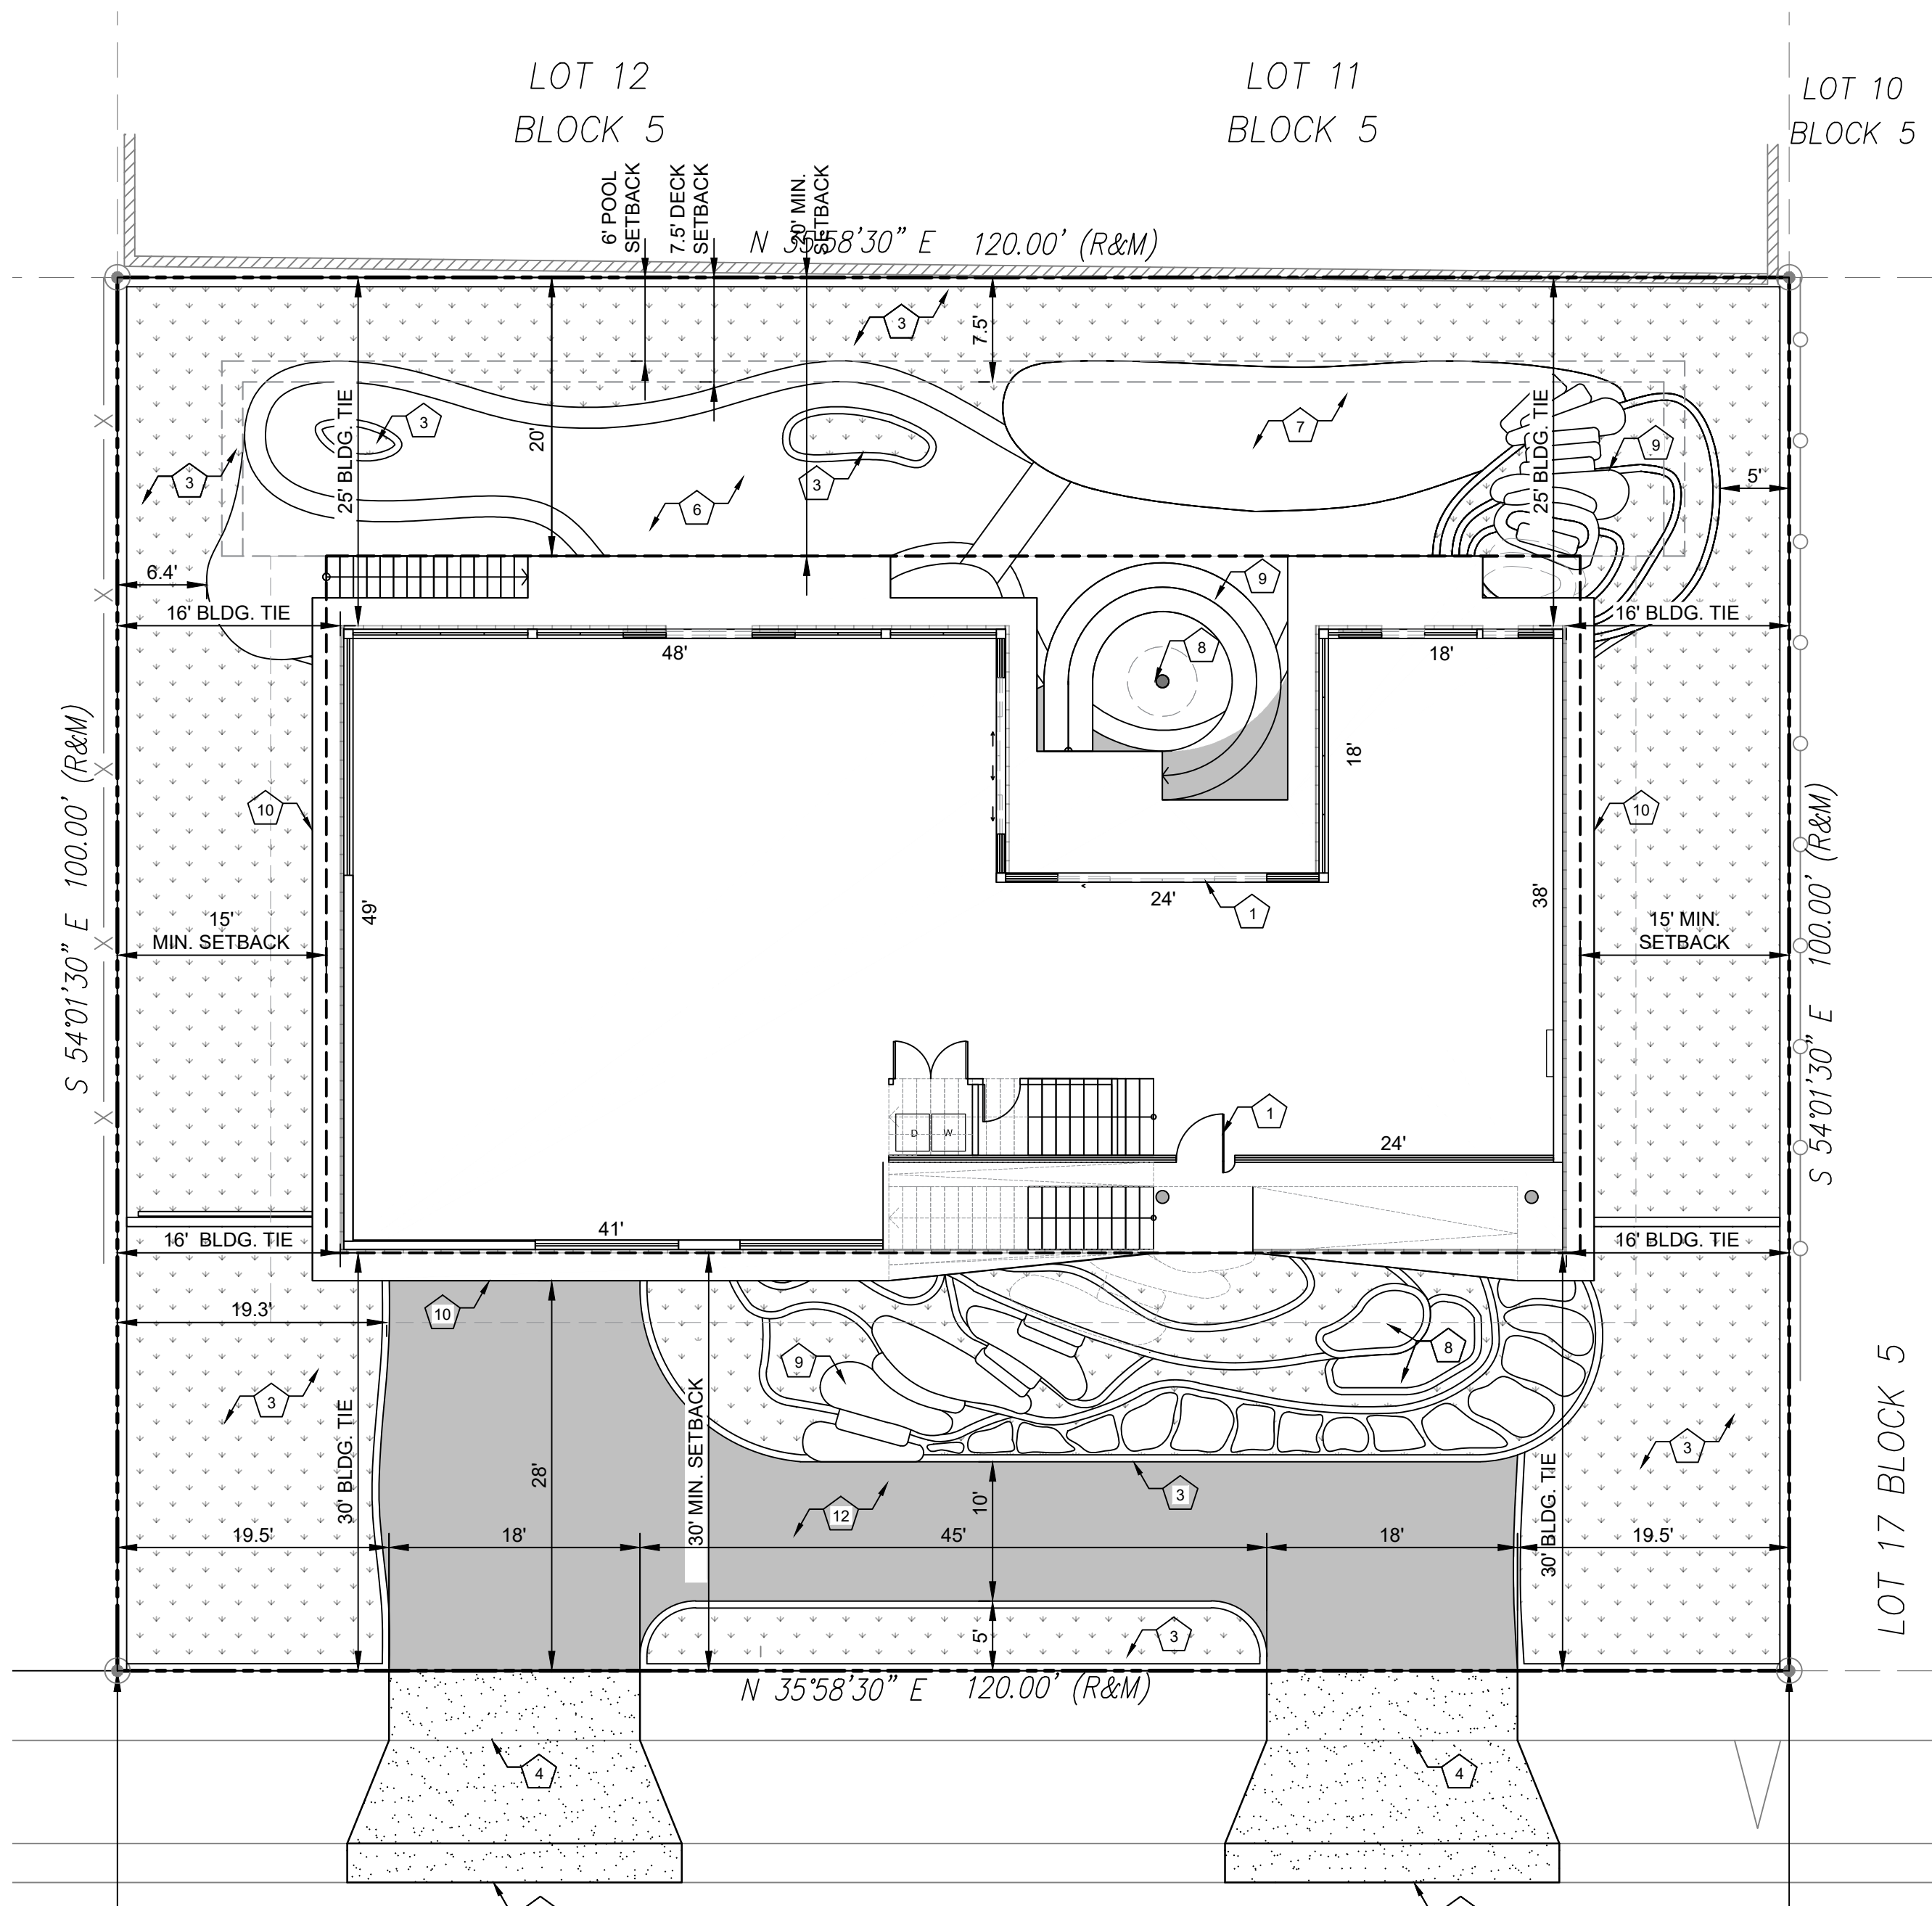 LOT 12
BLOCK 5
LOT 11
BLOCK 5
LOT 10
BLOCK 5
6' POOL
SETBACK
7.5' DECK
SETBACK
20' MIN.
SETBACK
N 35°58'30" E 120.00' (R&M)
3
7.5'
3
25' BLDG. TIE
20'
7
25' BLDG. TIE
9
3
3
6
5'
6.4'
9
16' BLDG. TIE
16' BLDG. TIE
48'
8
18'
S 54°01'30" E 100.00' (R&M)
18'
10
10
S 54°01'30" E 100.00' (R&M)
49'
24'
38'
1
15'
MIN. SETBACK
15' MIN.
SETBACK
1
D
W
24'
41'
16' BLDG. TIE
16' BLDG. TIE
19.3'
10
9
8
3
30' BLDG. TIE
28'
30' MIN. SETBACK
10'
3
12
30' BLDG. TIE
3
LOT 17 BLOCK 5
19.5'
18'
45'
18'
19.5'
5'
3
N 35°58'30" E 120.00' (R&M)
4
4